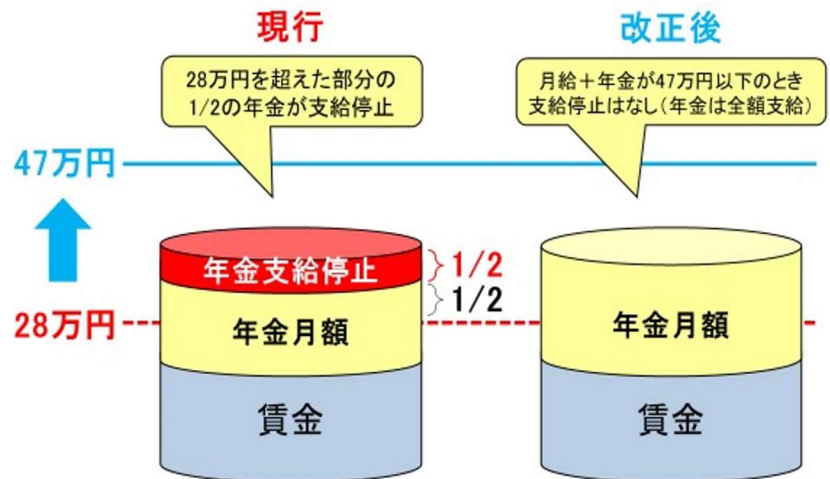 現行
改正後
28万円を超えた部分の
1/2の年金が支給停止
月給＋年金が47万円以下のとき
支給停止はなし（年金は全額支給）
47万円
年金支給停止
1/2
1/2
28万円
年金月額
年金月額
賃金
賃金